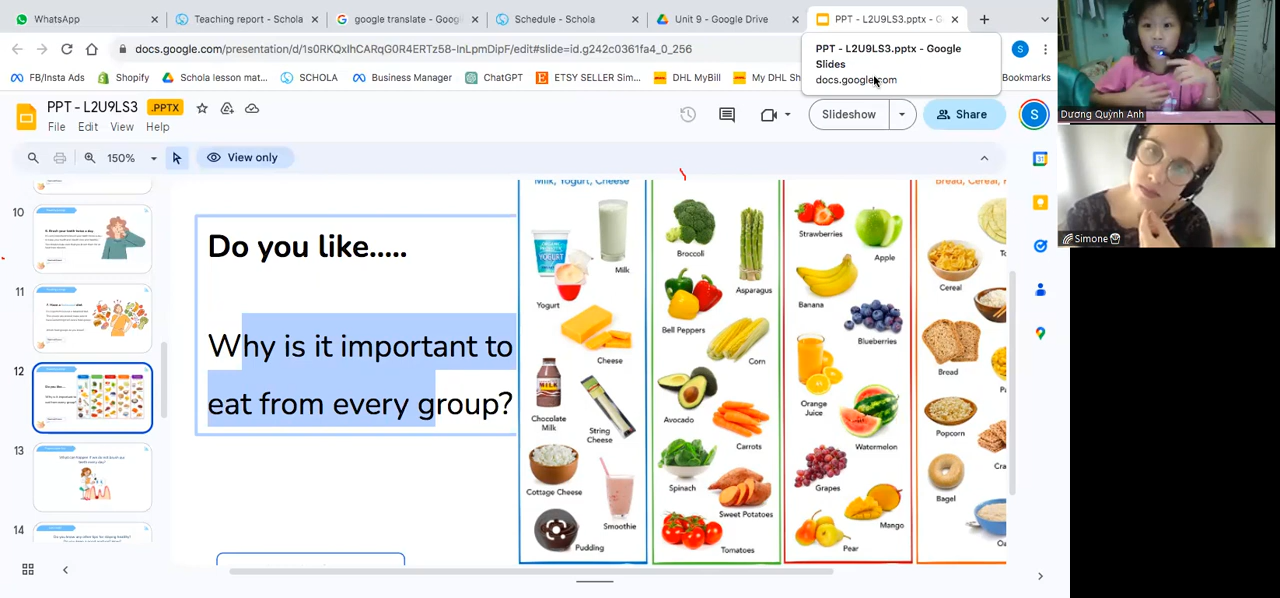 WhatsApp
Teaching report - Schola
google translate - Googl
Schedule - Schola
Unit 9 - Google Drive
PPT - L2U9LS3.pptx - G
docs.google.com/presentation/d/1s0RKQxIhCARqG0R4ERTz58-lnLpmDipF/edit#slide=id.g242c0361fa4_0_256
PPT - L2U9LS3.pptx - Google
Slides
docs.google.com
S
FB/Insta Ads
Shopify
Schola lesson mat...
SCHOLA
Business Manager
ChatGPT
ETSY SELLER Sim...
DHL MyBill
My DHL Sh
Bookmarks
PPT - L2U9LS3
.PPTX
File Edit View Help
Slideshow
Share
S
150%
View only
10
11
12
13
14
Do you like.....
Why is it important to
eat from every group?
Milk, Yogurt, Cheese
Milk
Yogurt
Cheese
Chocolate
Milk
String
Cheese
Cottage Cheese
Smoothie
Pudding
Broccoli
Asparagus
Bell Peppers
Corn
Avocado
Carrots
Spinach
Sweet Potatoes
Tomatoes
Strawberries
Apple
Banana
Blueberries
Orange
Juice
Watermelon
Grapes
Mango
Pear
Bread, Cereal,
Cereal
Bread
Popcorn
Bagel
Dương Quỳnh Anh
Simone